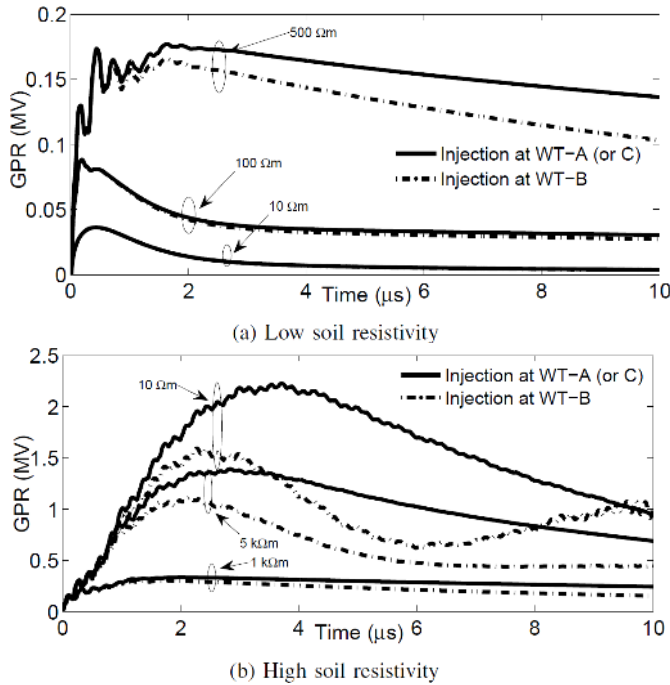 0.2
500 Ωm
0.15
GPR (MV)
0.1
Injection at WT−A (or C)
Injection at WT−B
100 Ωm
0.05
10 Ωm
0
0 2 4 6 8 10
Time (μs)
(a) Low soil resistivity
2.5
10 Ωm
Injection at WT−A (or C)
Injection at WT−B
2
1.5
GPR (MV)
1
5 kΩm
0.5
1 kΩm
0
0 2 4 6 8 10
Time (μs)
(b) High soil resistivity